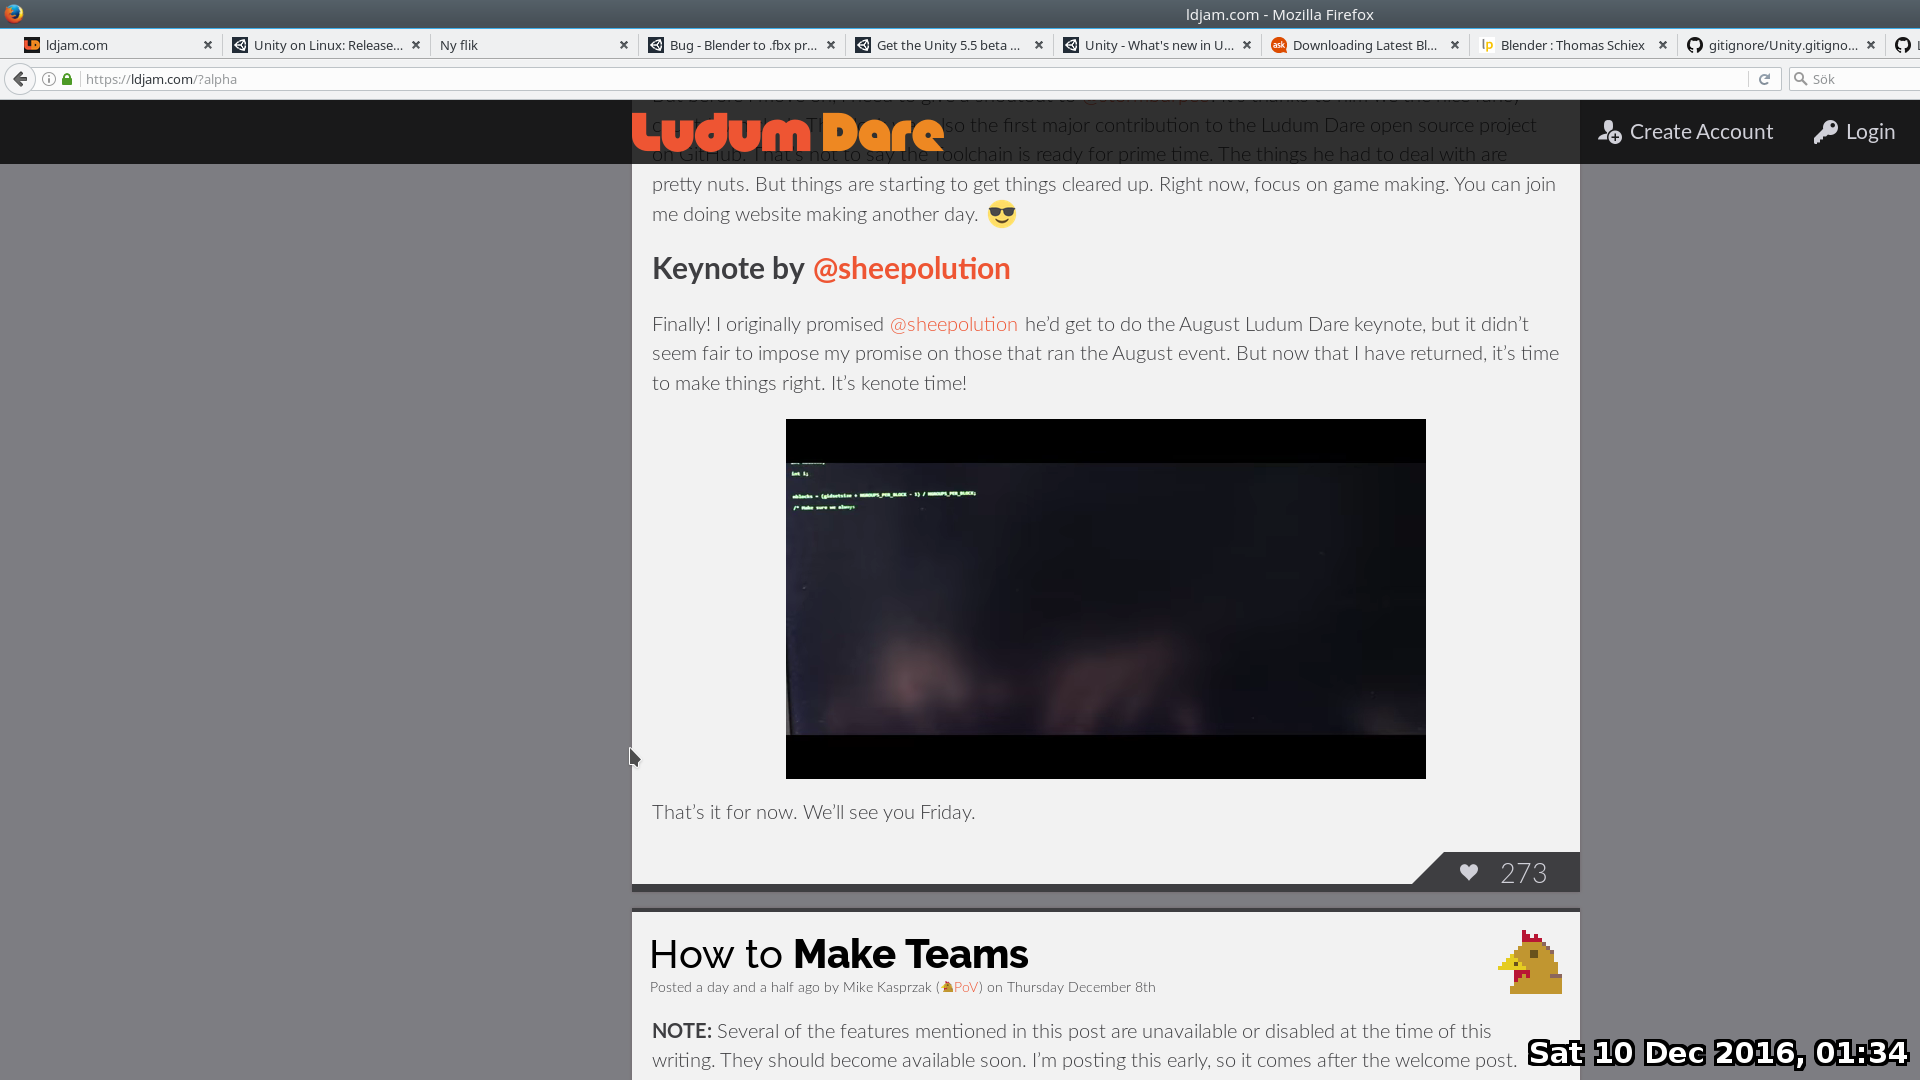 ldjam.com - Mozilla Firefox
ldjam.com
Unity on Linux: Release...
Ny flik
Bug - Blender to .fbx pr...
Get the Unity 5.5 beta ...
Unity - What's new in U...
Downloading Latest Bl...
Blender : Thomas Schiex
gitignore/Unity.gitigno...
https://ldjam.com/?alpha
Sök
Ludum Dare
Create Account
Login
also the first major contribution to the Ludum Dare open source project
on GitHub. That's not to say the Toolchain is ready for prime time. The things he had to deal with are
pretty nuts. But things are starting to get things cleared up. Right now, focus on game making. You can join
me doing website making another day.
Keynote by @sheepolution
Finally! I originally promised @sheepolution he’d get to do the August Ludum Dare keynote, but it didn’t
seem fair to impose my promise on those that ran the August event. But now that I have returned, it’s time
to make things right. It’s kenote time!
int i;
nblocks = (gidsetsize + NGROUPS_PER_BLOCK - 1) / NGROUPS_PER_BLOCK;
/* Make sure we alway:
That’s it for now. We’ll see you Friday.
273
How to Make Teams
Posted a day and a half ago by Mike Kasprzak (PoV) on Thursday December 8th
NOTE: Several of the features mentioned in this post are unavailable or disabled at the time of this
writing. They should become available soon. I’m posting this early, so it comes after the welcome post.
Sat 10 Dec 2016, 01:34